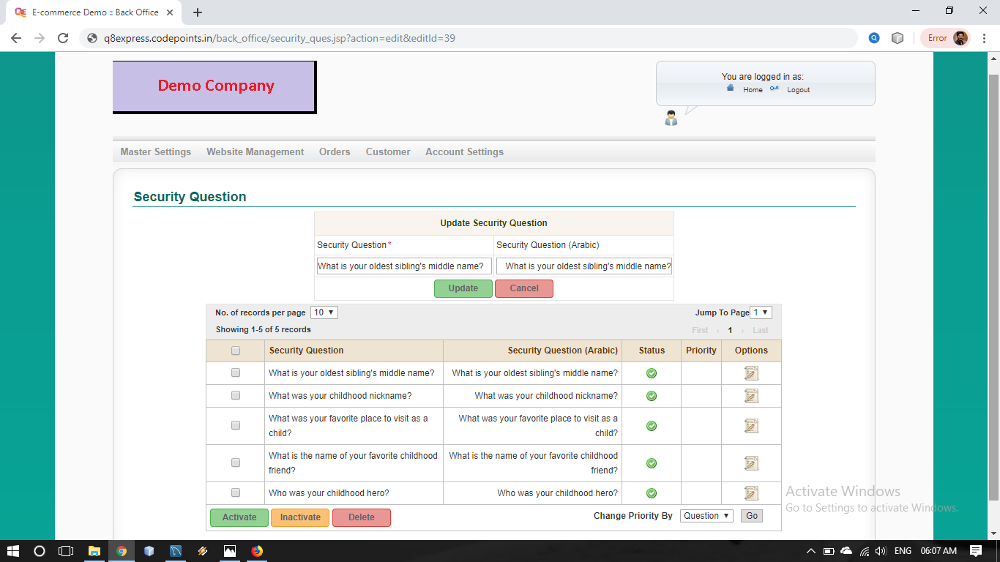 E-commerce Demo :: Back Office
q8express.codepoints.in/back_office/security_ques.jsp?action=edit&editId=39
Error
Demo Company
You are logged in as:
Home Logout
Master Settings Website Management Orders Customer Account Settings
Security Question
Update Security Question
Security Question* Security Question (Arabic)
What is your oldest sibling's middle name? What is your oldest sibling's middle name?
Update Cancel
No. of records per page 10 Jump To Page 1
Showing 1-5 of 5 records First ‹ 1 › Last
Security Question Security Question (Arabic) Status Priority Options
What is your oldest sibling's middle name? What is your oldest sibling's middle name?
What was your childhood nickname? What was your childhood nickname?
What was your favorite place to visit as a What was your favorite place to visit as a
child? child?
What is the name of your favorite childhood What is the name of your favorite childhood
friend? friend?
Who was your childhood hero? Who was your childhood hero?
Activate Inactivate Delete Change Priority By Question Go
Activate Windows
Go to Settings to activate Windows.
ENG 06:07 AM